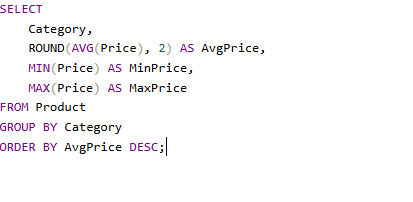 SELECT
    Category,
    ROUND(AVG(Price), 2) AS AvgPrice,
    MIN(Price) AS MinPrice,
    MAX(Price) AS MaxPrice
FROM Product
GROUP BY Category
ORDER BY AvgPrice DESC;